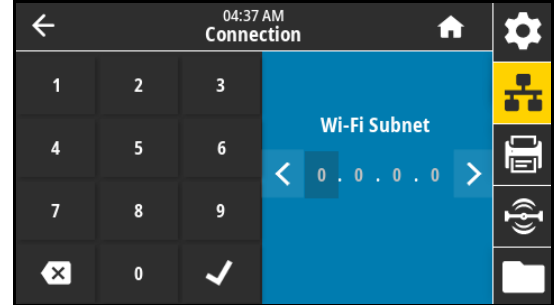 04:37 AM
Connection
1 2 3
4 5 6
7 8 9
0
Wi-Fi Subnet
0 . 0 . 0 . 0